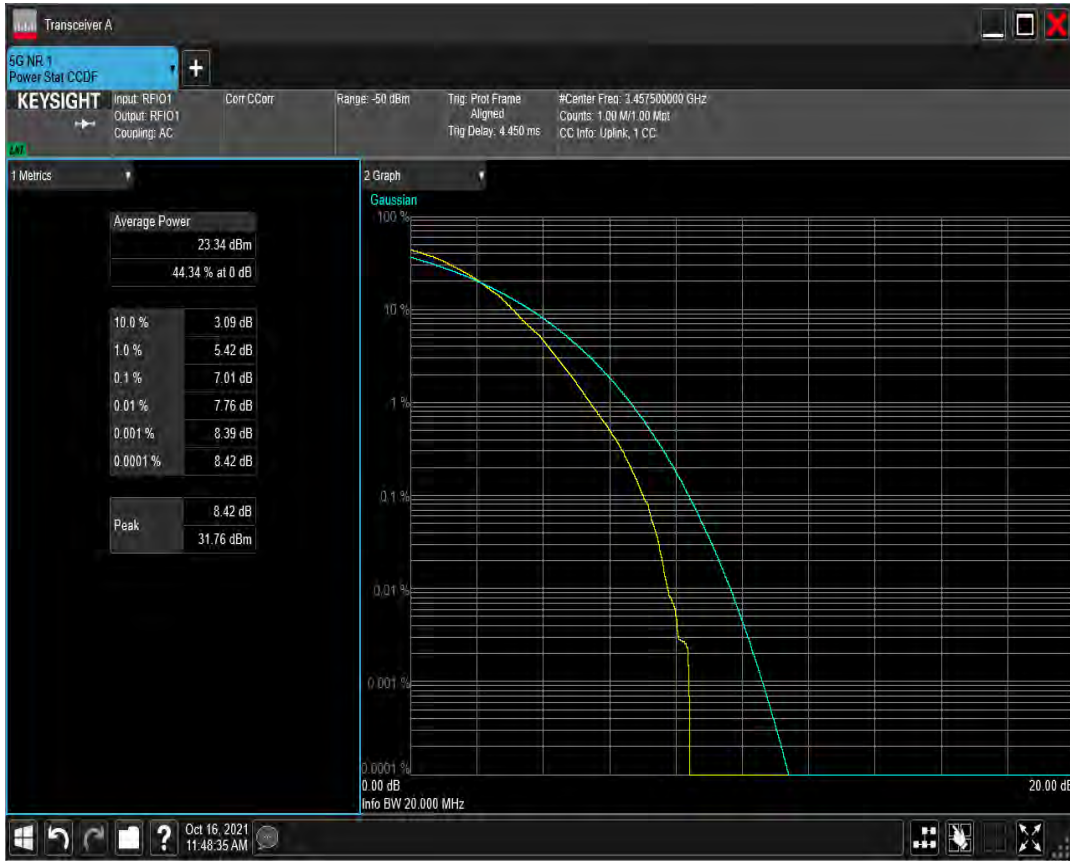 Transceiver A
5G NR 1
Power Stat CCDF
+
KEYSIGHT
Input: RFIO1
Output: RFIO1
Coupling: AC
Corr CCorr
Range: -50 dBm
Trig: Prot Frame
Aligned
Trig Delay: 4.450 ms
#Center Freq: 3.457500000 GHz
Counts: 1.00 M/1.00 Mpt
CC Info: Uplink, 1 CC
1 Metrics
Average Power
23.34 dBm
44.34 % at 0 dB
10.0 % 3.09 dB
1.0 % 5.42 dB
0.1 % 7.01 dB
0.01 % 7.76 dB
0.001 % 8.39 dB
0.0001 % 8.42 dB
Peak
8.42 dB
31.76 dBm
2 Graph
Gaussian
100 %
10 %
1 %
0.1 %
0.01 %
0.001 %
0.0001 %
0.00 dB
20.00 dB
Info BW 20.000 MHz
?
Oct 16, 2021
11:48:35 AM